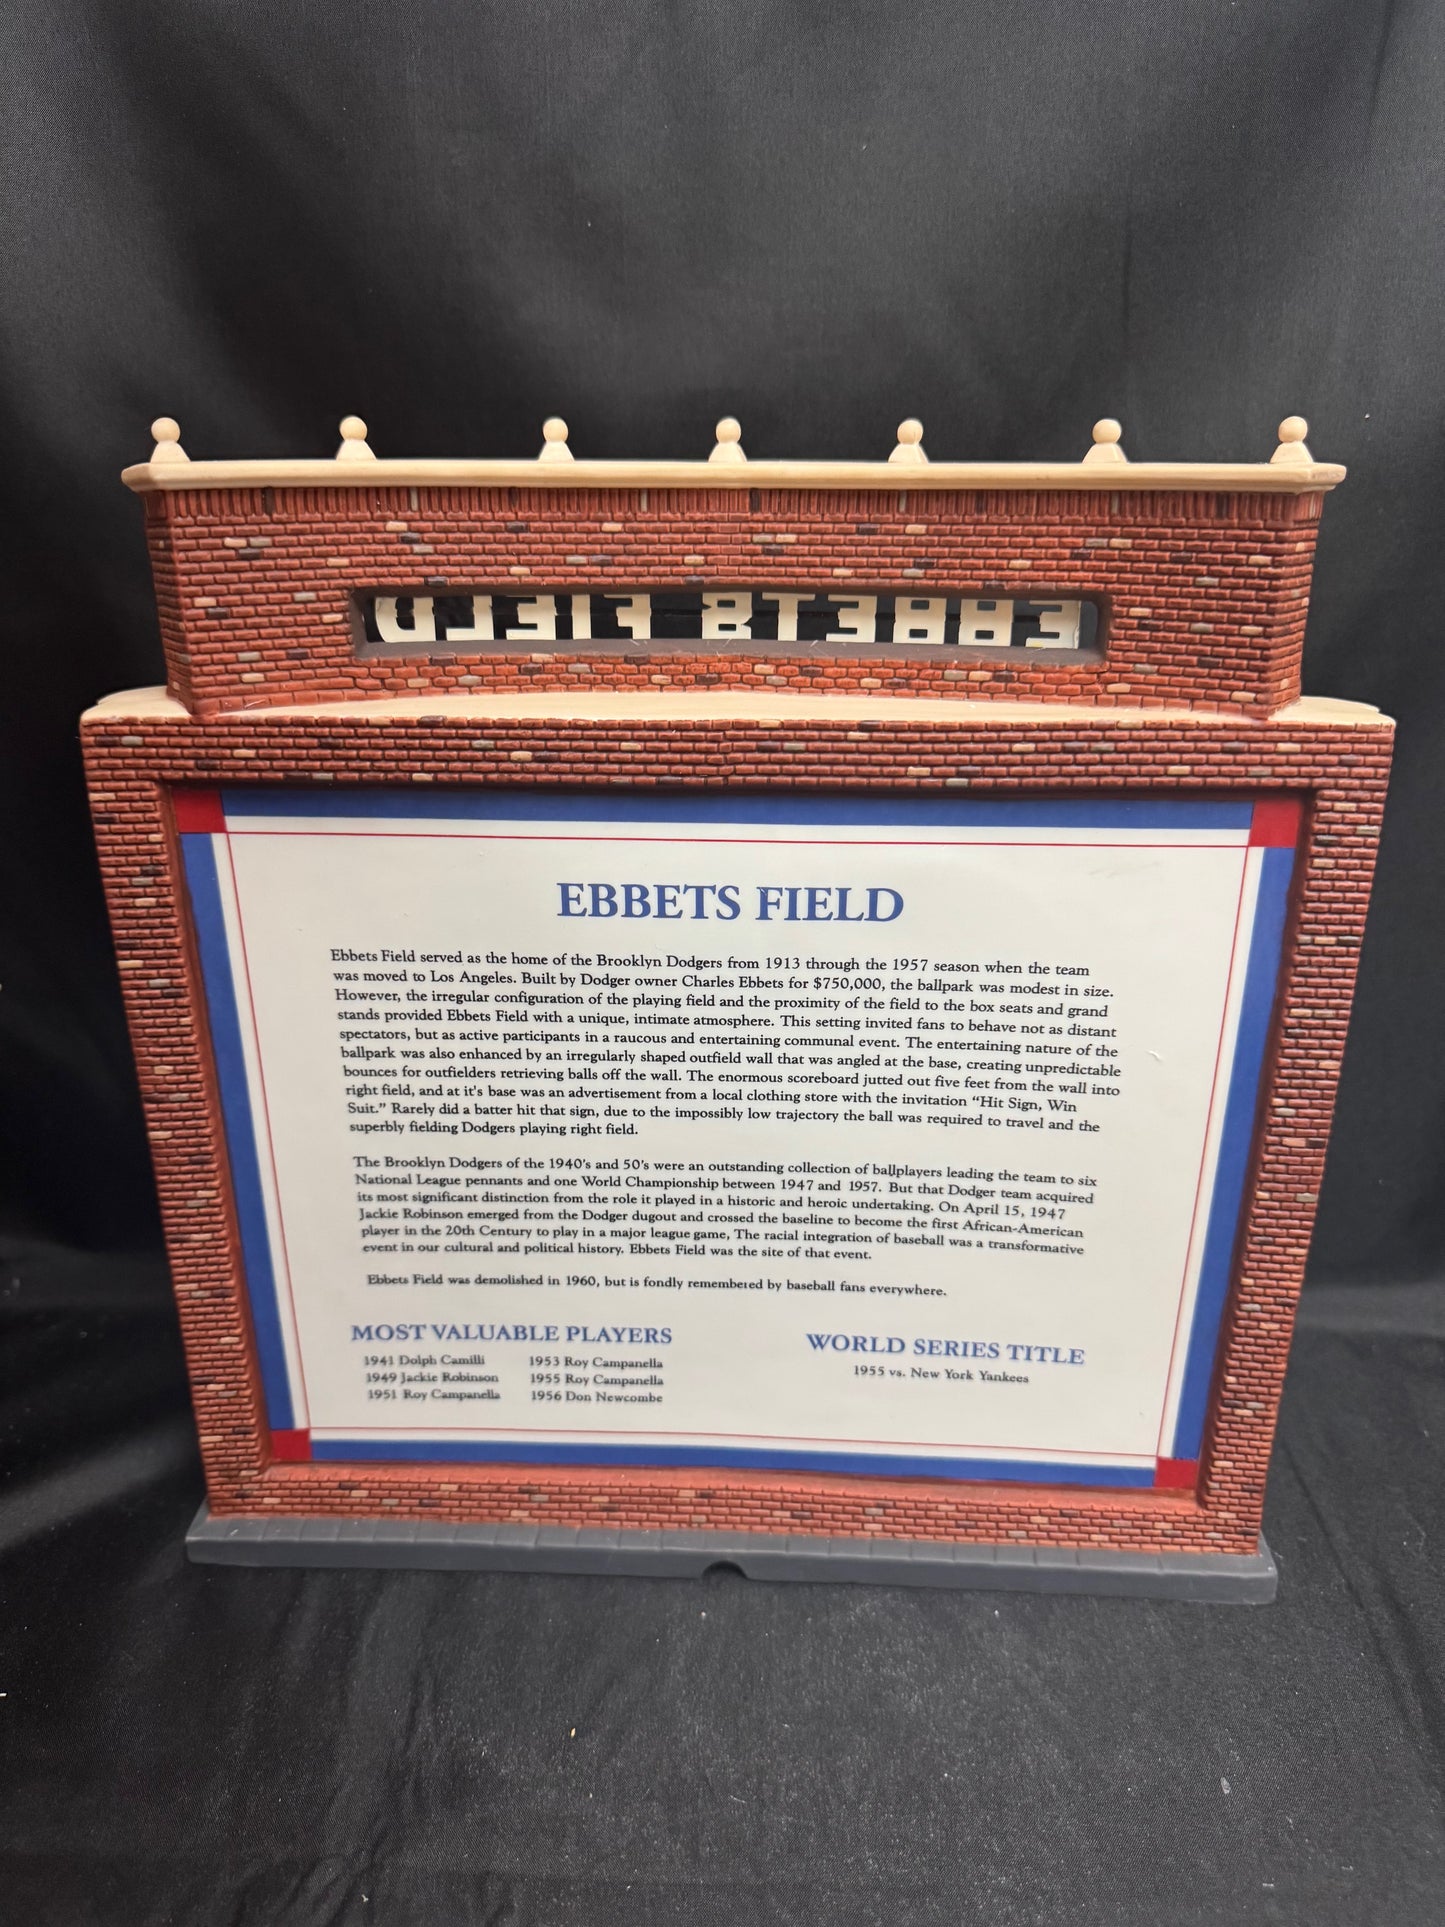 EBBETS FIELD
EBBETS FIELD
Ebbets Field served as the home of the Brooklyn Dodgers from 1913 through the 1957 season when the team
was moved to Los Angeles. Built by Dodger owner Charles Ebbets for $750,000, the ballpark was modest in size.
However, the irregular configuration of the playing field and the proximity of the field to the box seats and grand
stands provided Ebbets Field with a unique, intimate atmosphere. This setting invited fans to behave not as distant
spectators, but as active participants in a raucous and entertaining communal event. The entertaining nature of the
ballpark was also enhanced by an irregularly shaped outfield wall that was angled at the base, creating unpredictable
bounces for outfielders retrieving balls off the wall. The enormous scoreboard jutted out five feet from the wall into
right field, and at it's base was an advertisement from a local clothing store with the invitation “Hit Sign, Win
Suit.” Rarely did a batter hit that sign, due to the impossibly low trajectory the ball was required to travel and the
superbly fielding Dodgers playing right field.
The Brooklyn Dodgers of the 1940's and 50's were an outstanding collection of ballplayers leading the team to six
National League pennants and one World Championship between 1947 and 1957. But that Dodger team acquired
its most significant distinction from the role it played in a historic and heroic undertaking. On April 15, 1947
Jackie Robinson emerged from the Dodger dugout and crossed the baseline to become the first African-American
player in the 20th Century to play in a major league game, The racial integration of baseball was a transformative
event in our cultural and political history. Ebbets Field was the site of that event.
Ebbets Field was demolished in 1960, but is fondly remembered by baseball fans everywhere.
MOST VALUABLE PLAYERS
1941 Dolph Camilli
1949 Jackie Robinson
1951 Roy Campanella
1953 Roy Campanella
1955 Roy Campanella
1956 Don Newcombe
WORLD SERIES TITLE
1955 vs. New York Yankees